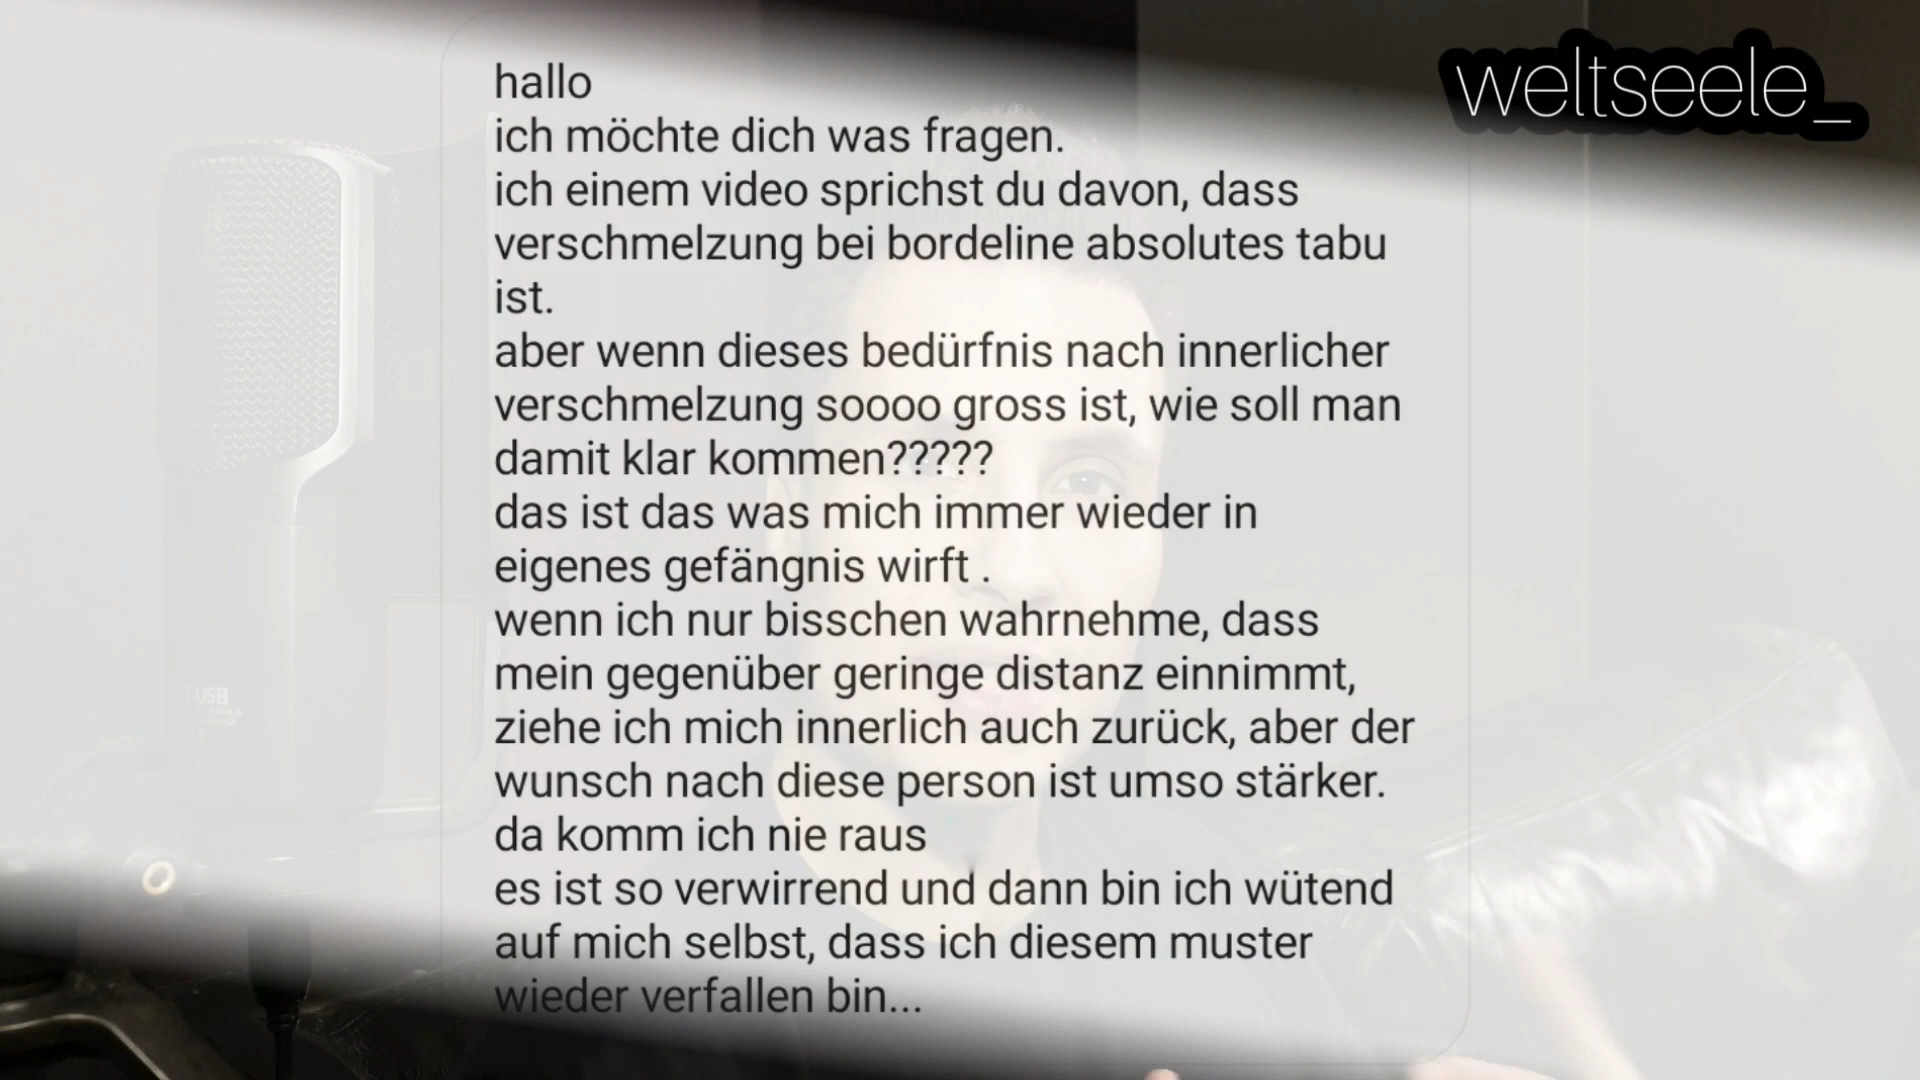 weltseele_
hallo
ich möchte dich was fragen.
ich einem video sprichst du davon, dass
verschmelzung bei bordeline absolutes tabu
ist.
aber wenn dieses bedürfnis nach innerlicher
verschmelzung soooo gross ist, wie soll man
damit klar kommen?????
das ist das was mich immer wieder in
eigenes gefängnis wirft .
wenn ich nur bisschen wahrnehme, dass
mein gegenüber geringe distanz einnimmt,
ziehe ich mich innerlich auch zurück, aber der
wunsch nach diese person ist umso stärker.
da komm ich nie raus
es ist so verwirrend und dann bin ich wütend
auf mich selbst, dass ich diesem muster
wieder verfallen bin...
USB